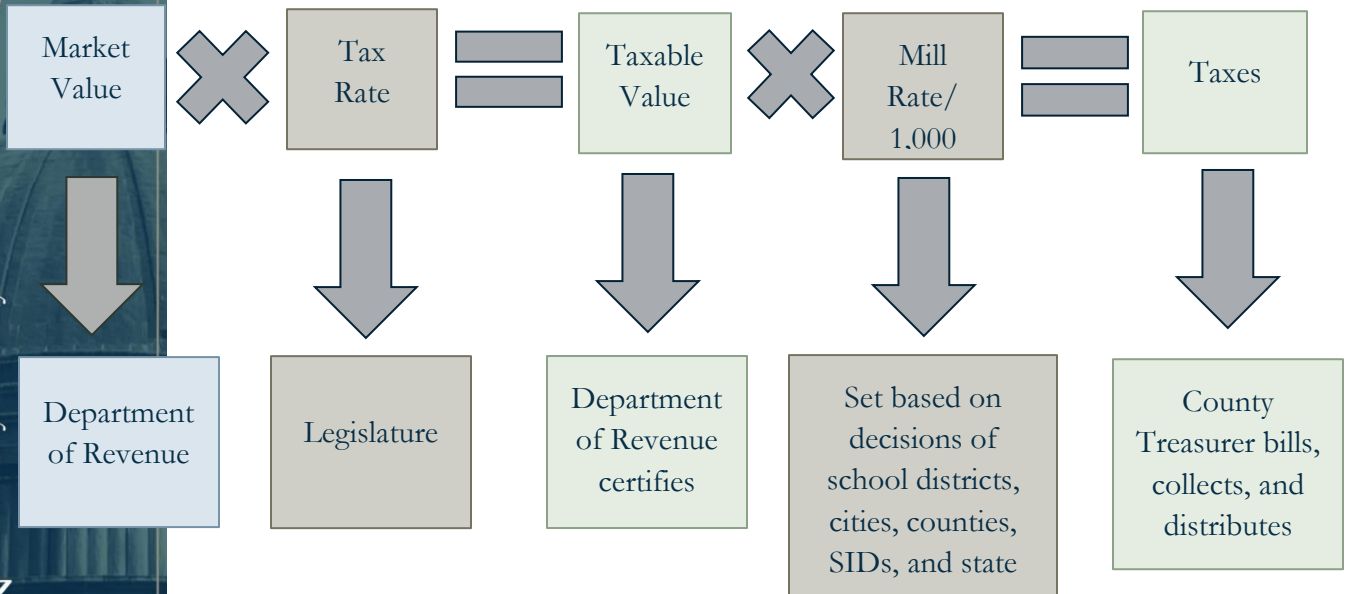 Market
Value
Tax
Rate
Taxable
Value
Mill
Rate/
1,000
Taxes
Department
of Revenue
Legislature
Department
of Revenue
certifies
Set based on
decisions of
school districts,
cities, counties,
SIDs, and state
County
Treasurer bills,
collects, and
distributes